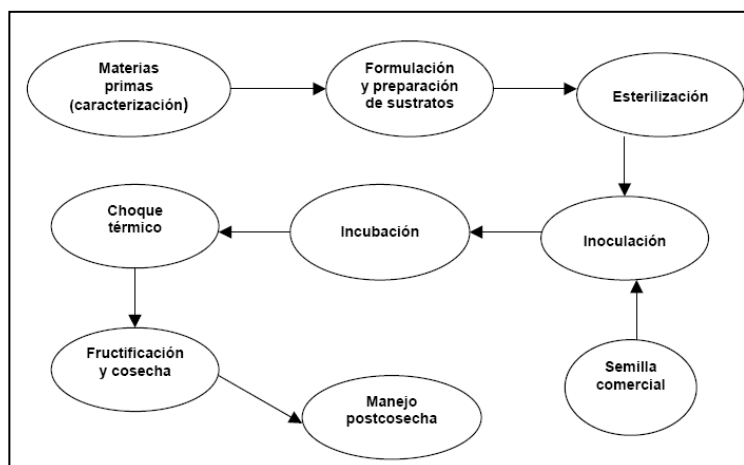 Materias
primas
(caracterización)
Formulación
y preparación
de sustratos
Esterilización
Choque
térmico
Incubación
Inoculación
Fructificación
y cosecha
Manejo
postcosecha
Semilla
comercial